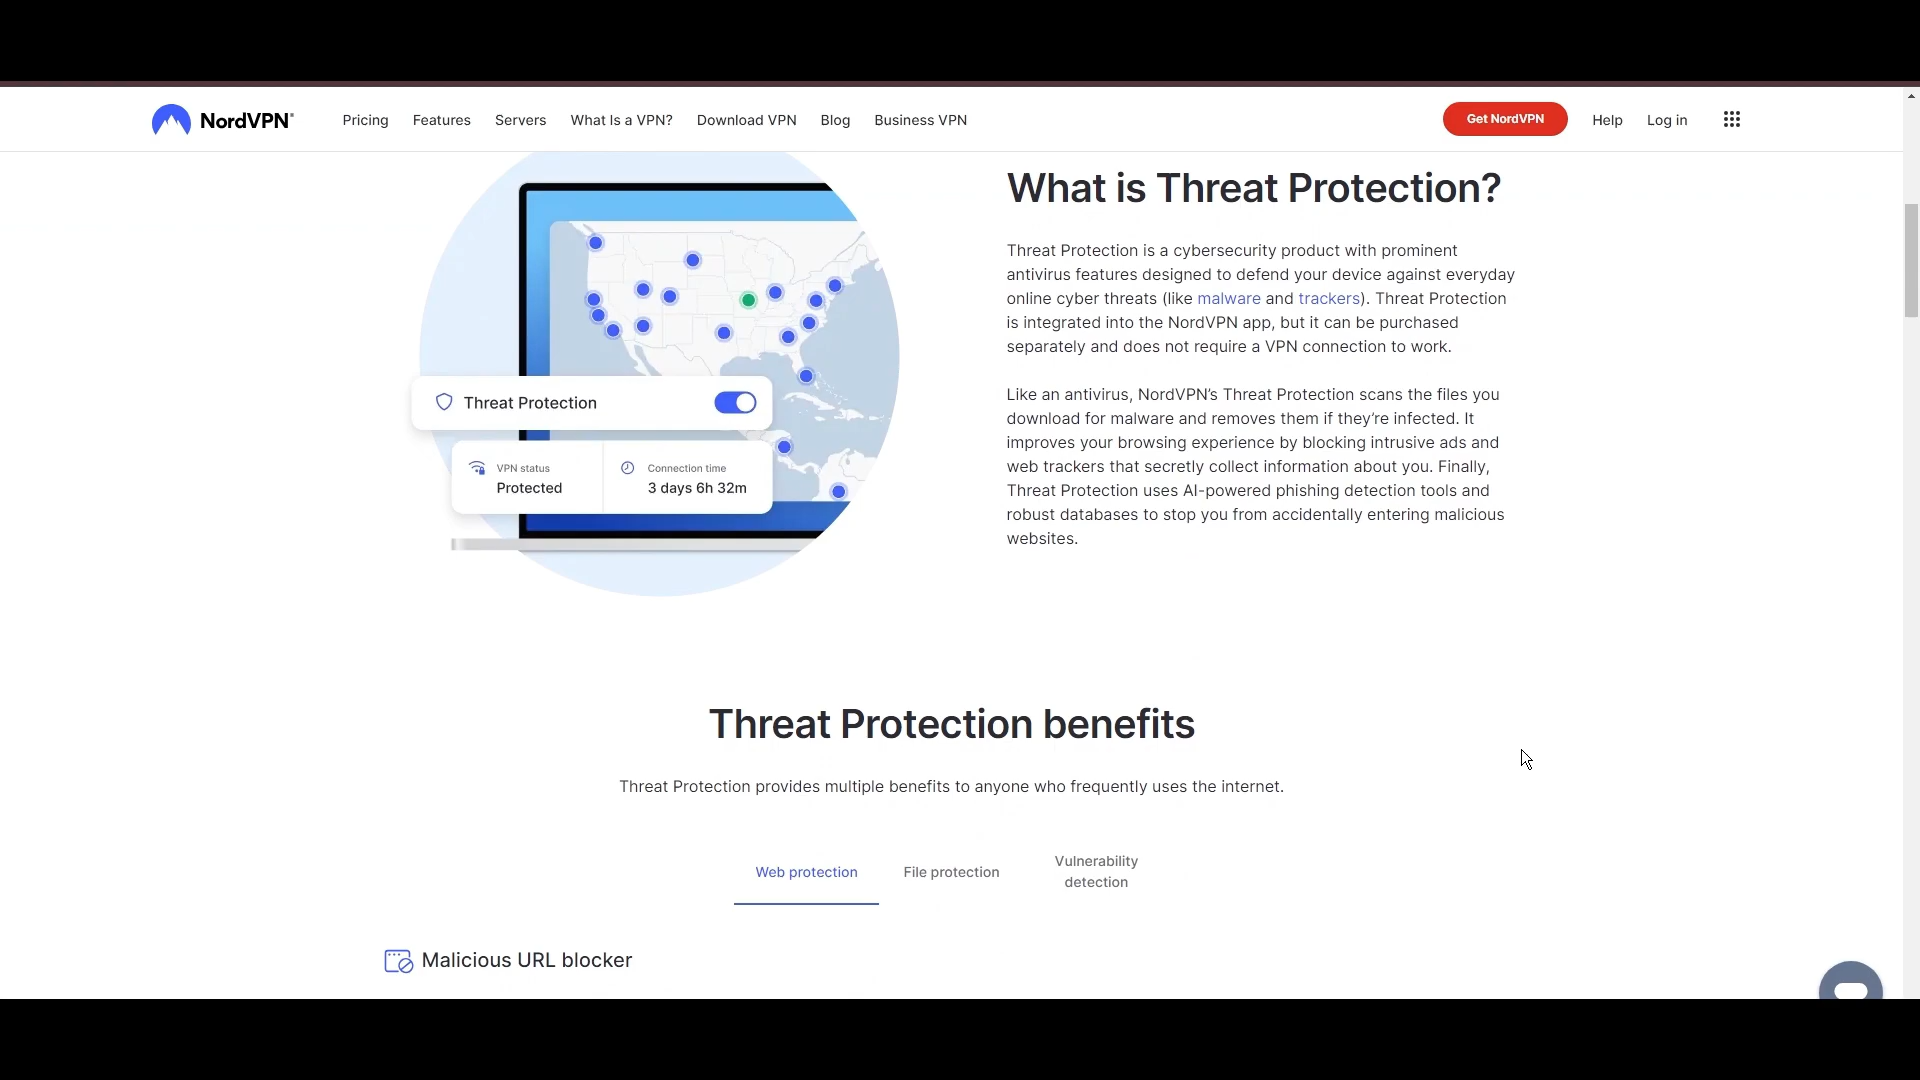 NordVPN®
Pricing
Features
Servers
What Is a VPN?
Download VPN
Blog
Business VPN
Get NordVPN
Help
Log in
What is Threat Protection?
Threat Protection is a cybersecurity product with prominent
antivirus features designed to defend your device against everyday
online cyber threats (like malware and trackers). Threat Protection
is integrated into the NordVPN app, but it can be purchased
separately and does not require a VPN connection to work.
Like an antivirus, NordVPN’s Threat Protection scans the files you
download for malware and removes them if they’re infected. It
improves your browsing experience by blocking intrusive ads and
web trackers that secretly collect information about you. Finally,
Threat Protection uses AI-powered phishing detection tools and
robust databases to stop you from accidentally entering malicious
websites.
Threat Protection
VPN status
Protected
Connection time
3 days 6h 32m
Threat Protection benefits
Threat Protection provides multiple benefits to anyone who frequently uses the internet.
Web protection
File protection
Vulnerability
detection
Malicious URL blocker